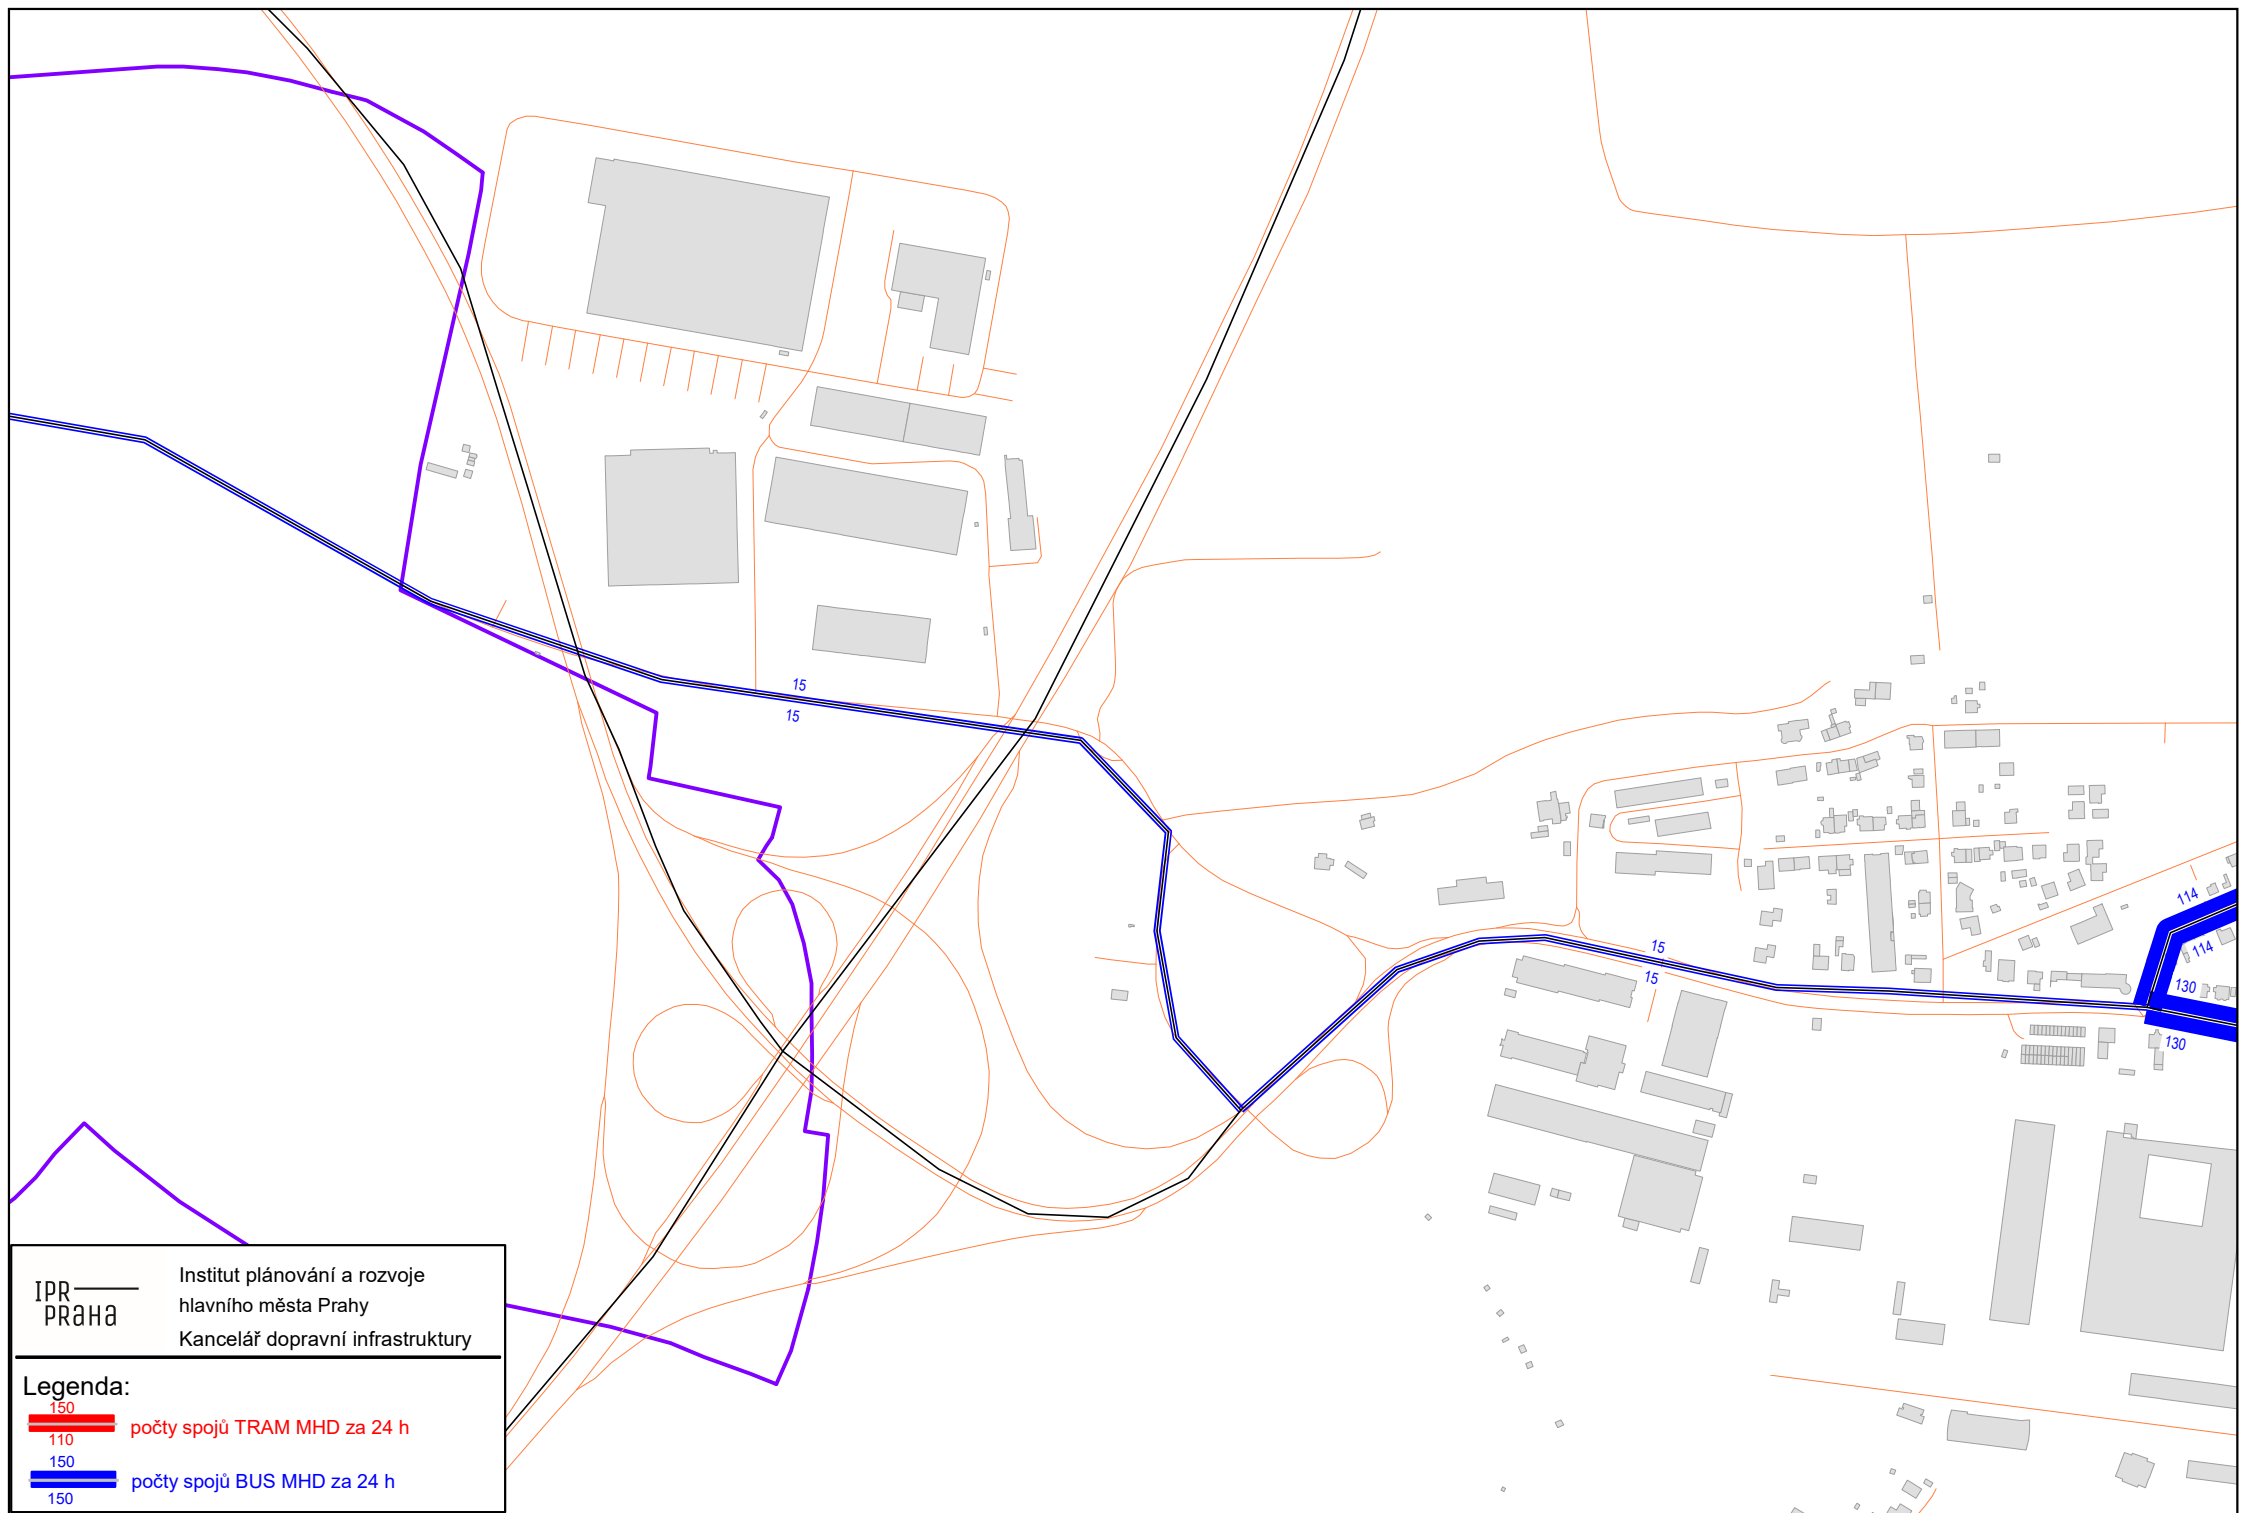 15
15
15
15
114
114
130
130
IPR
PRAHA
Institut plánování a rozvoje
hlavního města Prahy
Kancelář dopravní infrastruktury
Legenda:
150
110
počty spojů TRAM MHD za 24 h
150
150
počty spojů BUS MHD za 24 h